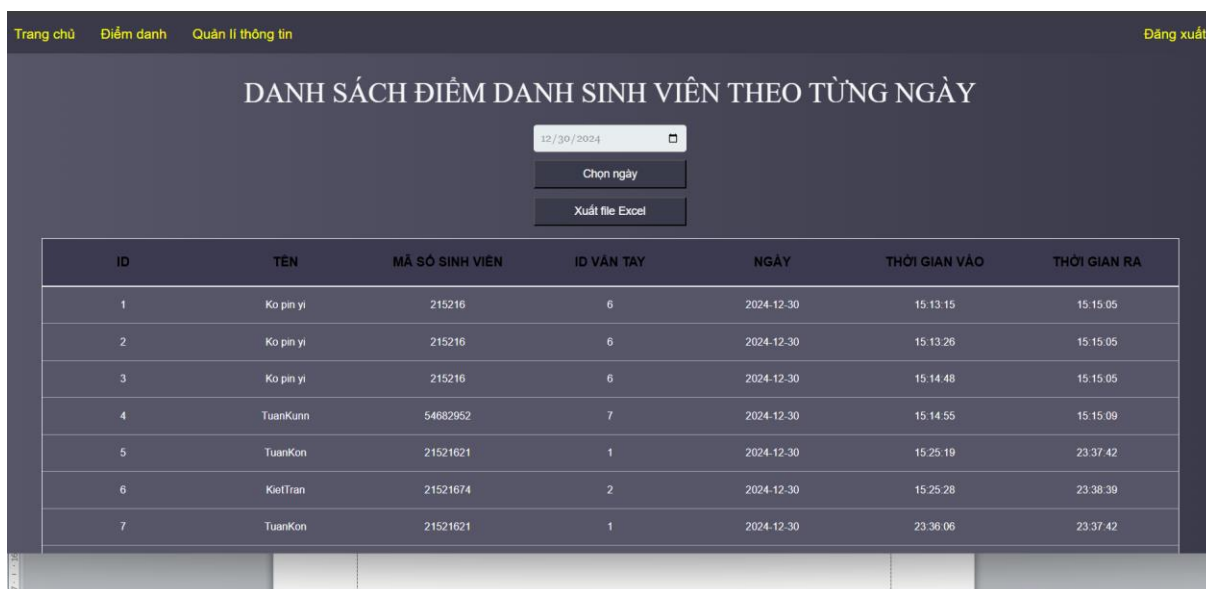 Trang chủ Điểm danh Quản lí thông tin Đăng xuất
DANH SÁCH ĐIỂM DANH SINH VIÊN THEO TỪNG NGÀY
12/30/2024
Chọn ngày
Xuất file Excel
ID TÊN MÃ SỐ SINH VIÊN ID VÂN TAY NGÀY THỜI GIAN VÀO THỜI GIAN RA
1 Ko pin yi 215216 6 2024-12-30 15:13:15 15:15:05
2 Ko pin yi 215216 6 2024-12-30 15:13:26 15:15:05
3 Ko pin yi 215216 6 2024-12-30 15:14:48 15:15:05
4 TuanKunn 54682952 7 2024-12-30 15:14:55 15:15:09
5 TuanKon 21521621 1 2024-12-30 15:25:19 23:37:42
6 KietTran 21521674 2 2024-12-30 15:25:28 23:38:39
7 TuanKon 21521621 1 2024-12-30 23:36:06 23:37:42